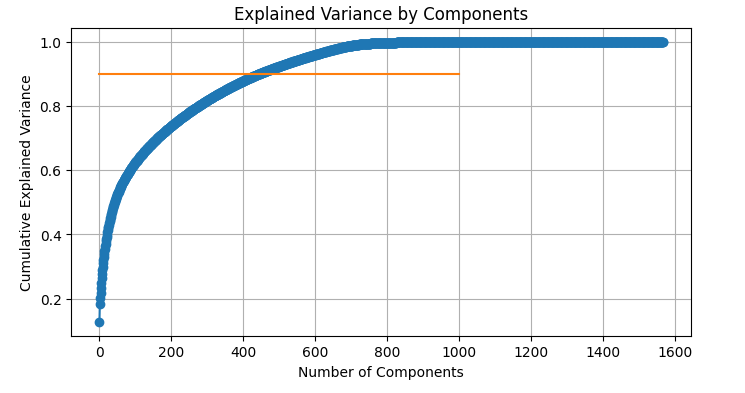 Explained Variance by Components
Cumulative Explained Variance
1.0
0.8
0.6
0.4
0.2
0 200 400 600 800 1000 1200 1400 1600
Number of Components